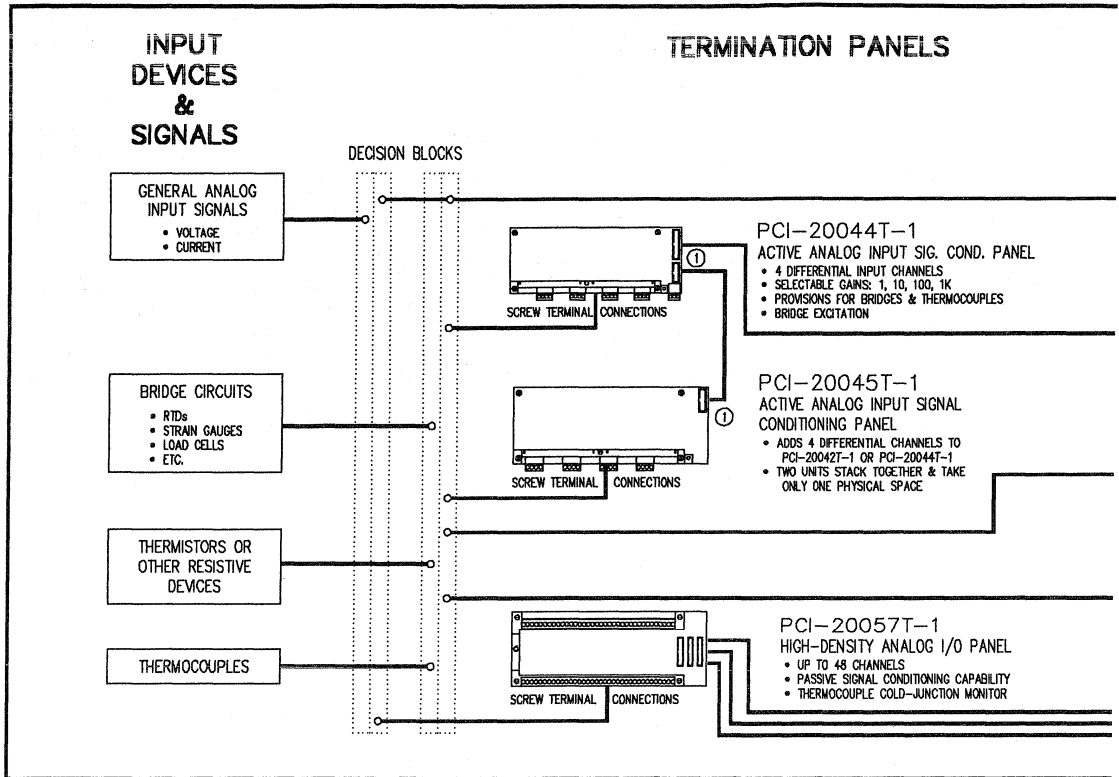 INPUT
DEVICES
&
SIGNALS
TERMINATION PANELS
DECISION BLOCKS
GENERAL ANALOG
INPUT SIGNALS
• VOLTAGE
• CURRENT
PCI-20044T-1
ACTIVE ANALOG INPUT SIG. COND. PANEL
• 4 DIFFERENTIAL INPUT CHANNELS
• SELECTABLE GAINS: 1, 10, 100, 1K
• PROVISIONS FOR BRIDGES & THERMOCOUPLES
• BRIDGE EXCITATION
1
SCREW TERMINAL CONNECTIONS
BRIDGE CIRCUITS
• RTDs
• STRAIN GAUGES
• LOAD CELLS
• ETC.
PCI-20045T-1
ACTIVE ANALOG INPUT SIGNAL
CONDITIONING PANEL
• ADDS 4 DIFFERENTIAL CHANNELS TO
PCI-20042T-1 OR PCI-20044T-1
• TWO UNITS STACK TOGETHER & TAKE
ONLY ONE PHYSICAL SPACE
1
SCREW TERMINAL CONNECTIONS
THERMISTORS OR
OTHER RESISTIVE
DEVICES
THERMOCOUPLES
PCI-20057T-1
HIGH-DENSITY ANALOG I/O PANEL
• UP TO 48 CHANNELS
• PASSIVE SIGNAL CONDITIONING CAPABILITY
• THERMOCOUPLE COLD-JUNCTION MONITOR
SCREW TERMINAL CONNECTIONS